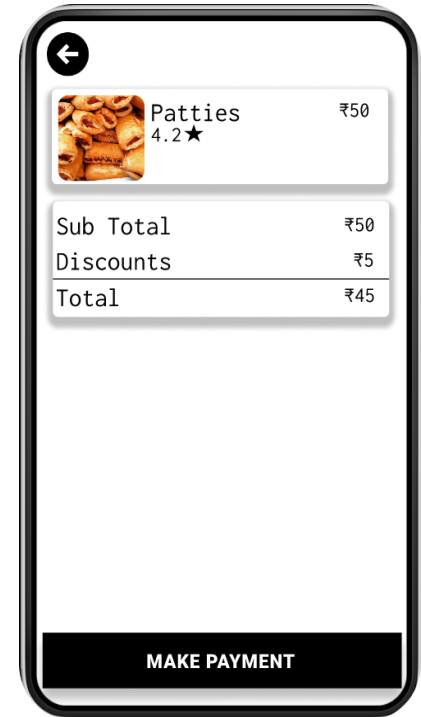 Patties ₹50
4.2★
Sub Total ₹50
Discounts ₹5
Total ₹45
MAKE PAYMENT